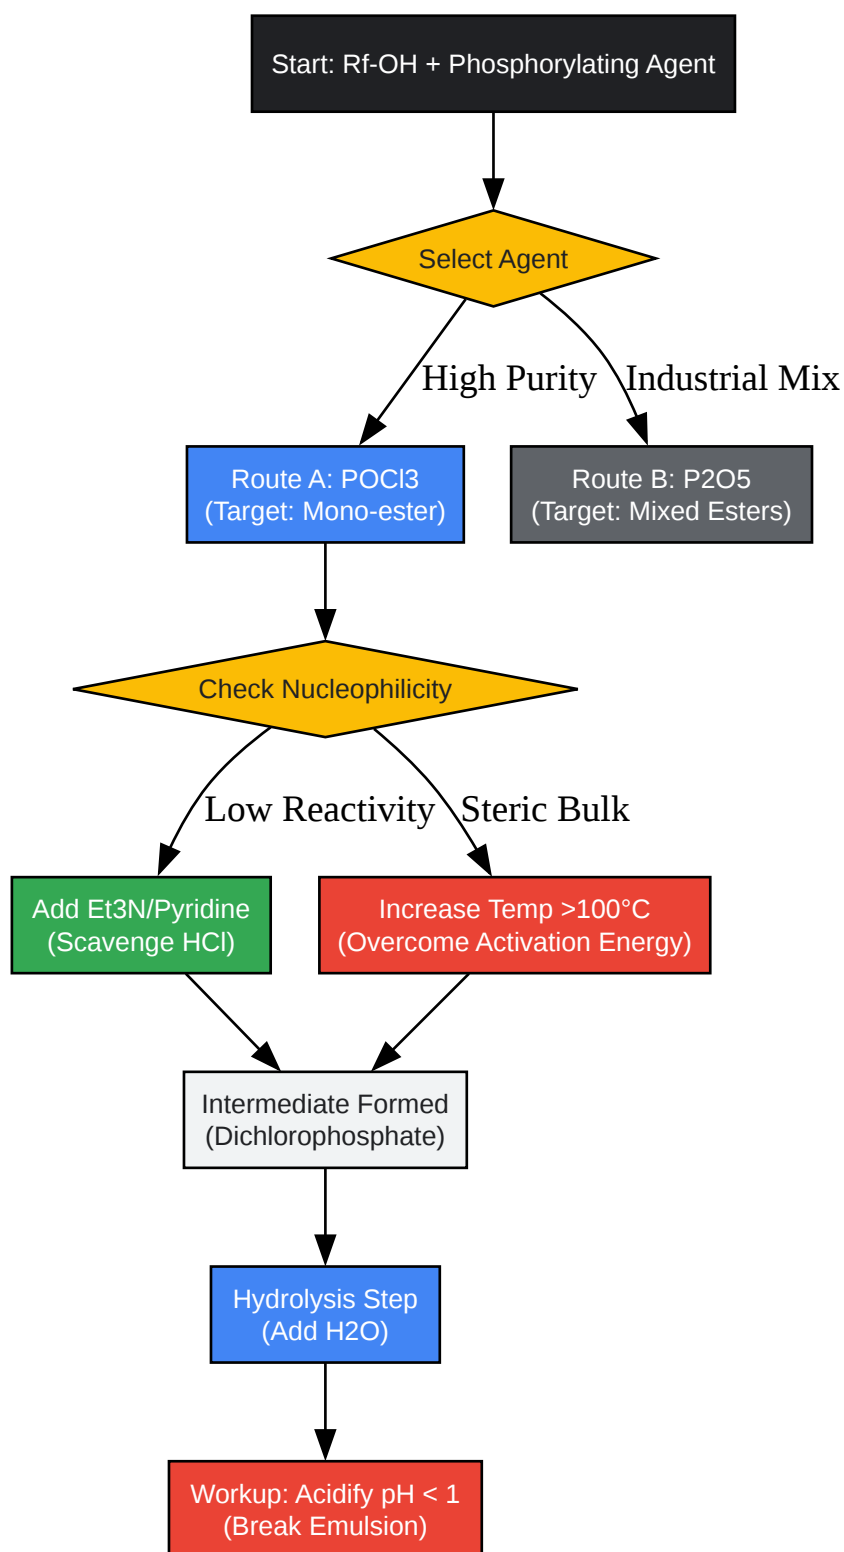 Start: Rf-OH + Phosphorylating Agent
Select Agent
High Purity
Industrial Mix
Route A: POCl3
(Target: Mono-ester)
Route B: P2O5
(Target: Mixed Esters)
Check Nucleophilicity
Low Reactivity
Steric Bulk
Add Et3N/Pyridine
(Scavenge HCl)
Increase Temp >100°C
(Overcome Activation Energy)
Intermediate Formed
(Dichlorophosphate)
Hydrolysis Step
(Add H2O)
Workup: Acidify pH < 1
(Break Emulsion)